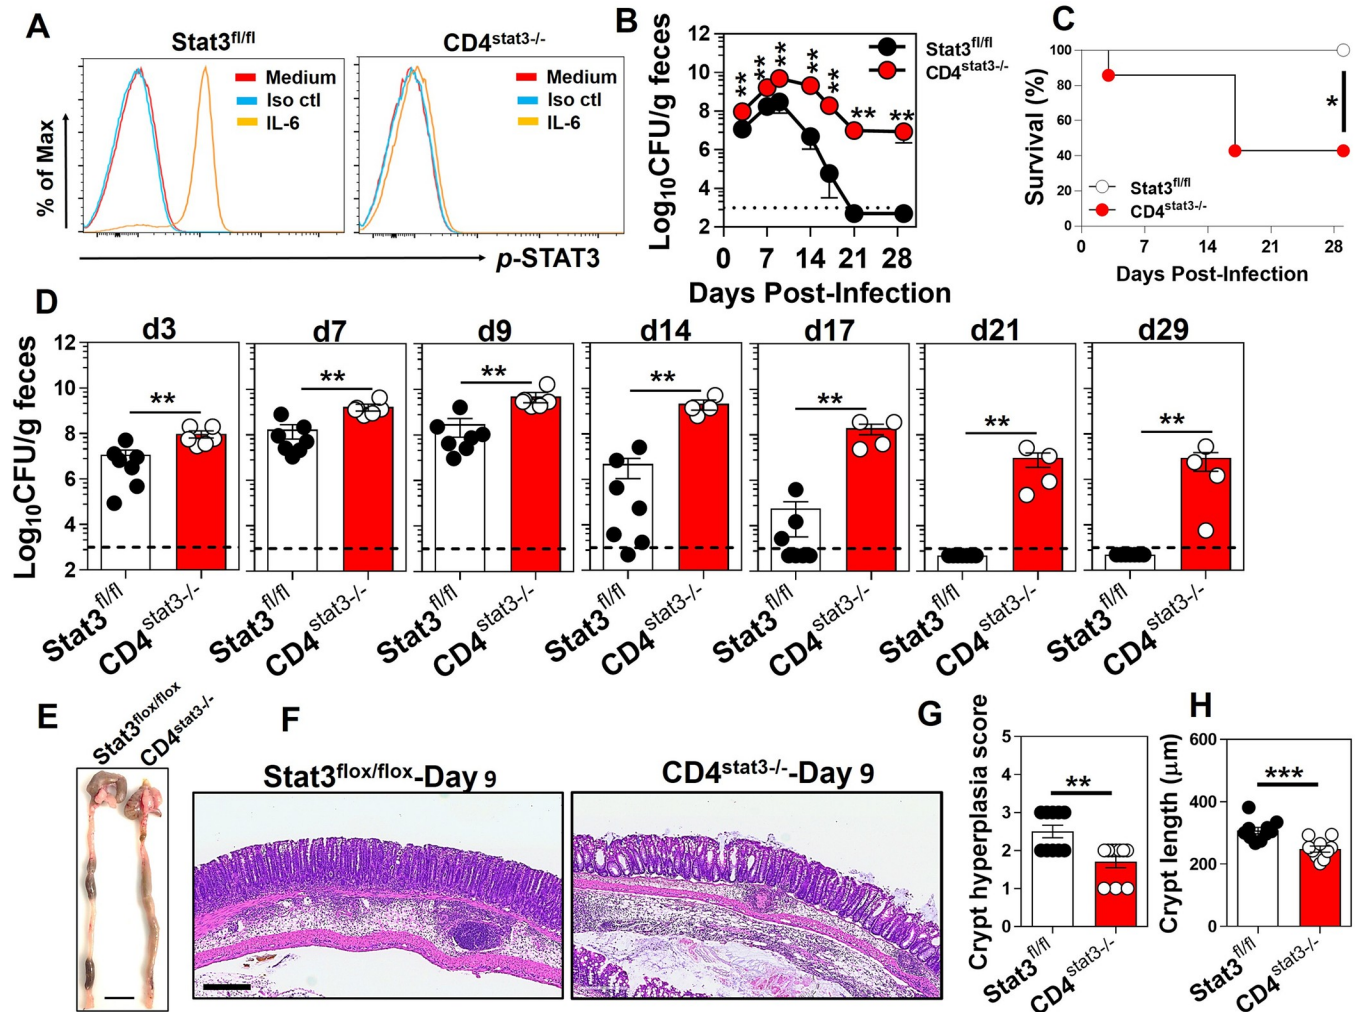 A
Stat3fl/fl
CD4stat3-/-
Medium
Iso ctl
IL-6
Medium
Iso ctl
IL-6
% of Max
p-STAT3
B
Log10CFU/g feces
12
10
8
6
4
2
** ** ** ** ** ** **
Stat3fl/fl
CD4stat3-/-
0 7 14 21 28
Days Post-Infection
C
Survival (%)
100
80
60
40
20
0
*
Stat3fl/fl
CD4stat3-/-
0 7 14 21 28
Days Post-Infection
D
d3 d7 d9 d14 d17 d21 d29
Log10CFU/g feces
12
10
8
6
4
2
** ** ** ** ** ** **
Stat3fl/fl CD4stat3-/- Stat3fl/fl CD4stat3-/- Stat3fl/fl CD4stat3-/- Stat3fl/fl CD4stat3-/- Stat3fl/fl CD4stat3-/- Stat3fl/fl CD4stat3-/- Stat3fl/fl CD4stat3-/-
E
Stat3flox/flox
CD4stat3-/-
F
Stat3flox/flox-Day 9
CD4stat3-/--Day 9
G
Crypt hyperplasia score
5
4
3
2
1
0
**
Stat3fl/fl
CD4stat3-/-
H
Crypt length (μm)
600
400
200
0
***
Stat3fl/fl
CD4stat3-/-